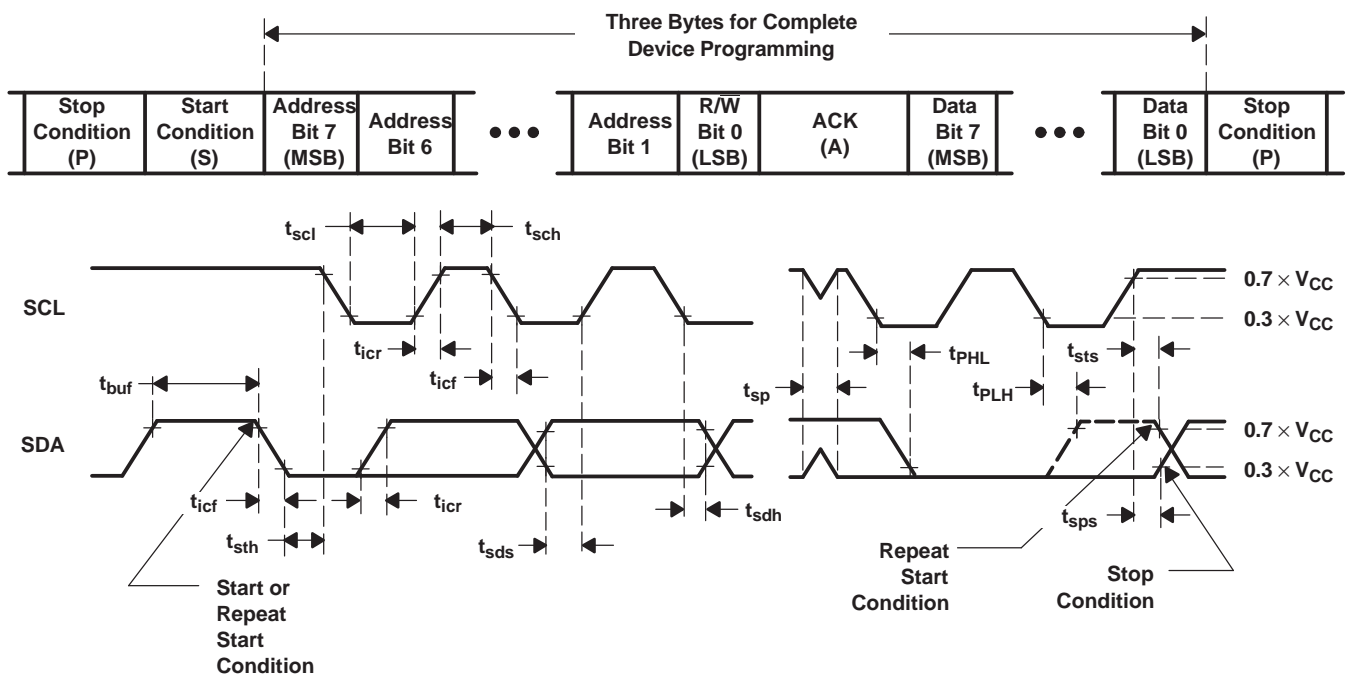 Three Bytes for Complete
Device Programming
Stop
Condition
(P)
Start
Condition
(S)
Address
Bit 7
(MSB)
Address
Bit 6
•••
Address
Bit 1
R/W̅
Bit 0
(LSB)
ACK
(A)
Data
Bit 7
(MSB)
•••
Data
Bit 0
(LSB)
Stop
Condition
(P)
tscl
tsch
SCL
0.7 × VCC
0.3 × VCC
ticr
ticf
tbuf
tsp
tPHL
tPLH
tsts
SDA
0.7 × VCC
0.3 × VCC
ticf
ticr
tsth
tsds
tsdh
tsps
Start or
Repeat
Start
Condition
Repeat
Start
Condition
Stop
Condition